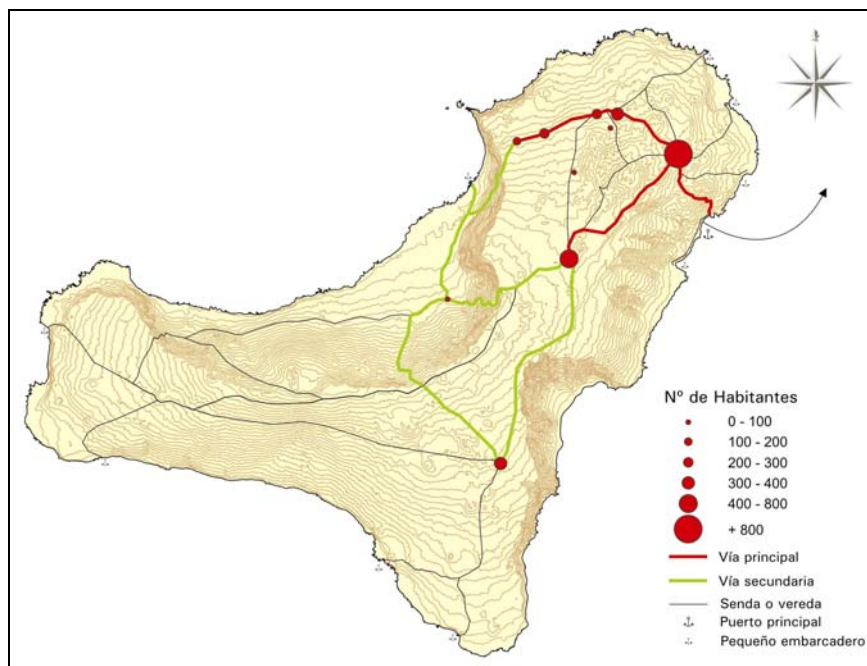 Nº de Habitantes
0 - 100
100 - 200
200 - 300
300 - 400
400 - 800
+ 800
Vía principal
Vía secundaria
Senda o vereda
Puerto principal
Pequeño embarcadero